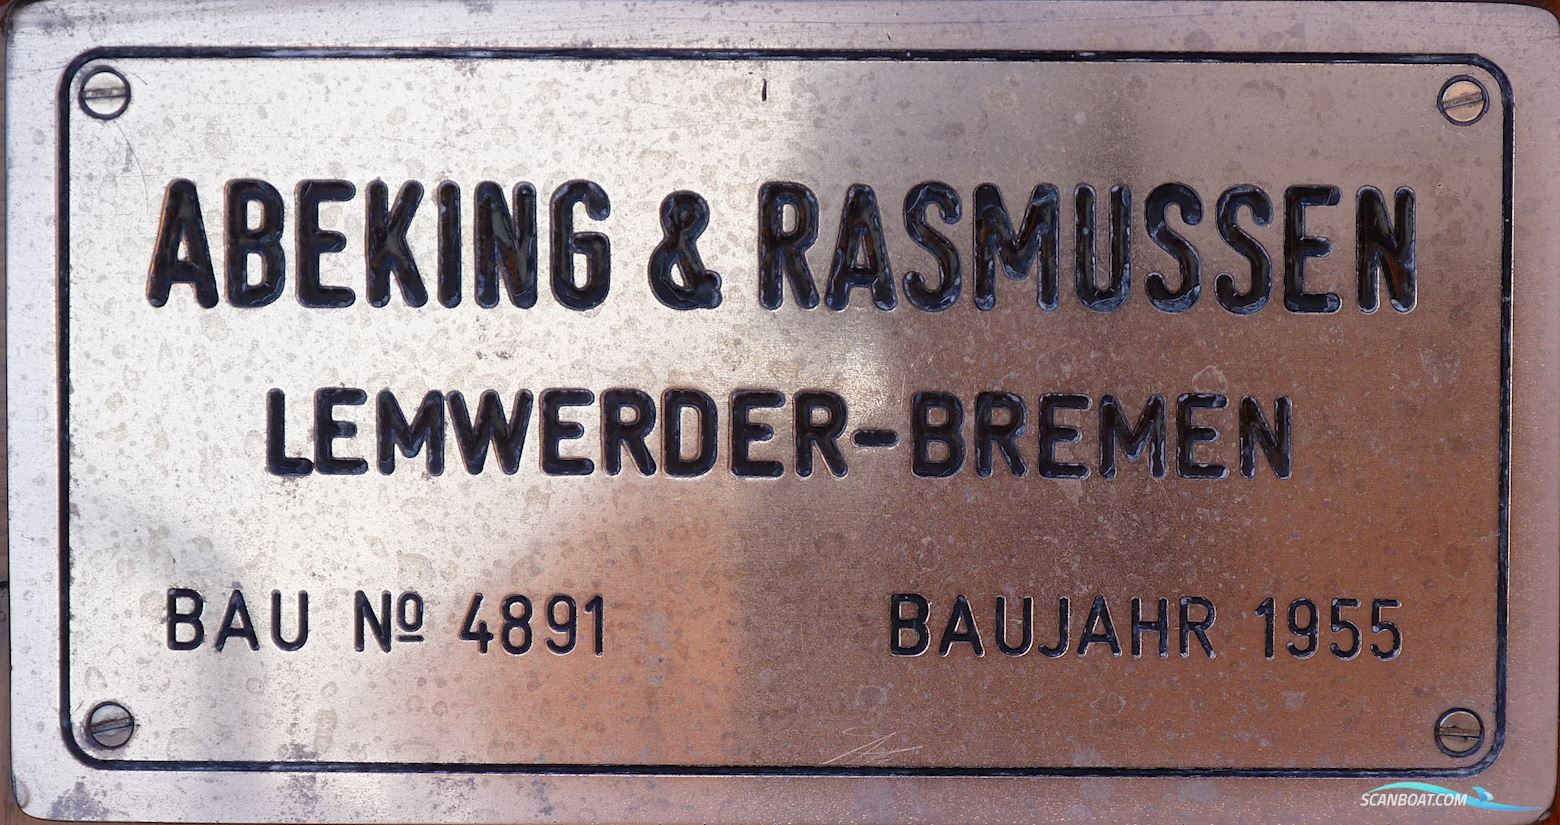 ABEKING & RASMUSSEN
LEMWERDER-BREMEN
BAU Nº 4891 BAUJAHR 1955
SCANBOAT.COM